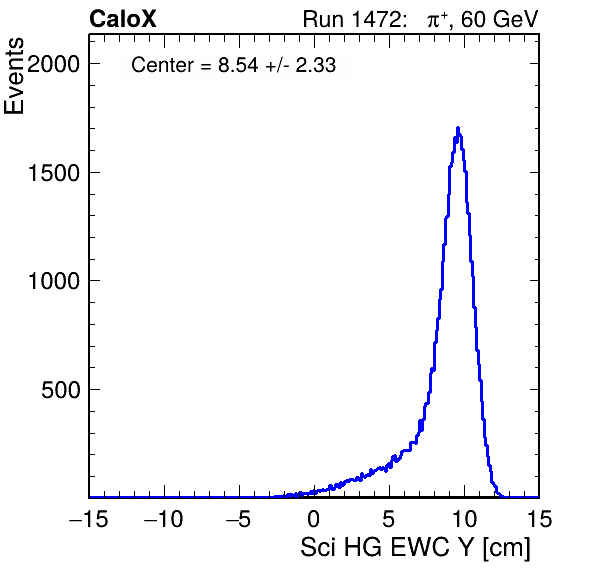 CaloX Run 1472: π⁺, 60 GeV
Center = 8.54 +/- 2.33
Events
2000
1500
1000
500
−15 −10 −5 0 5 10 15
Sci HG EWC Y [cm]